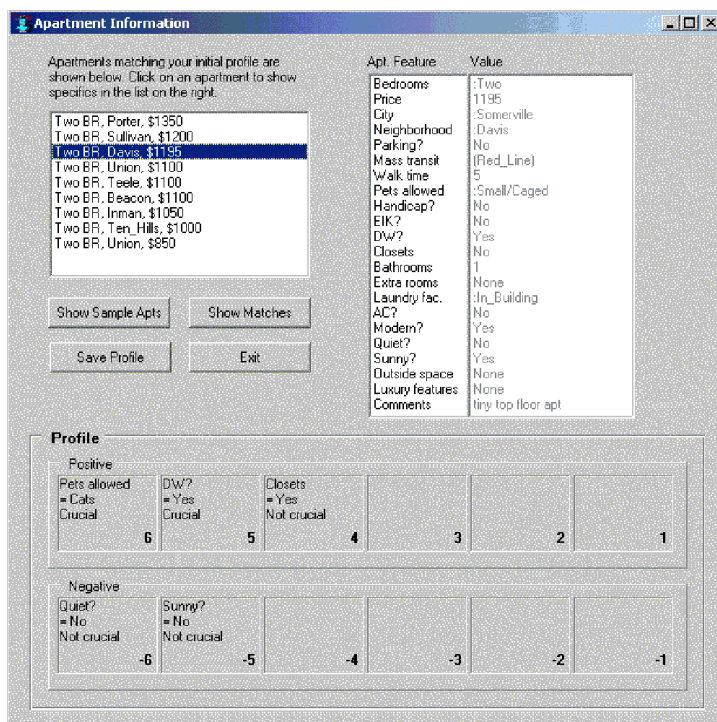 Apartment Information
Apartments matching your initial profile are
shown below. Click on an apartment to show
specifics in the list on the right.
Two BR, Porter, $1350
Two BR, Sullivan, $1200
Two BR, Davis, $1195
Two BR, Union, $1100
Two BR, Teele, $1100
Two BR, Beacon, $1100
Two BR, Inman, $1050
Two BR, Ten_Hills, $1000
Two BR, Union, $850
Show Sample Apts Show Matches
Save Profile Exit
Apt. Feature Value
Bedrooms :Two
Price 1195
City :Somerville
Neighborhood :Davis
Parking? No
Mass transit (Red_Line)
Walk time 5
Pets allowed :Small/Caged
Handicap? No
EIK? No
DW? Yes
Closets No
Bathrooms 1
Extra rooms None
Laundry fac. :In_Building
AC? No
Modern? Yes
Quiet? No
Sunny? Yes
Outside space None
Luxury features None
Comments tiny top floor apt
Profile
Positive
Pets allowed DW? Closets
= Cats = Yes = Yes
Crucial Crucial Not crucial
6 5 4 3 2 1
Negative
Quiet? Sunny?
= No = No
Not crucial Not crucial
-6 -5 -4 -3 -2 -1